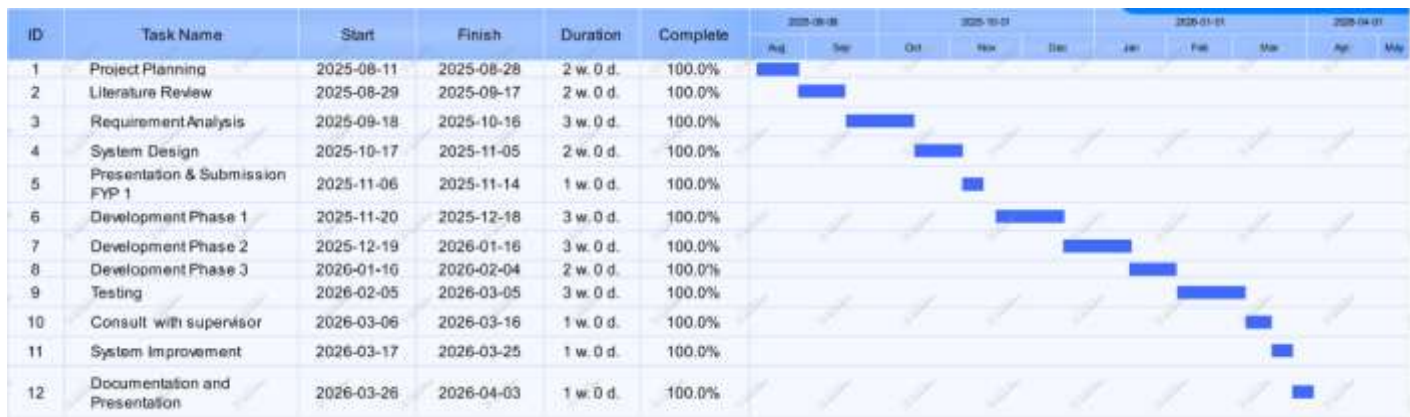 ID Task Name Start Finish Duration Complete
2025-10-01 2026-01-01 2026-04-01
Aug Sep Oct Nov Dec Jan Feb Mar Apr May
1 Project Planning 2025-08-11 2025-08-28 2 w. 0 d. 100.0%
2 Literature Review 2025-08-29 2025-09-17 2 w. 0 d. 100.0%
3 Requirement Analysis 2025-09-18 2025-10-16 3 w. 0 d. 100.0%
4 System Design 2025-10-17 2025-11-05 2 w. 0 d. 100.0%
5 Presentation & Submission
FYP 1 2025-11-06 2025-11-14 1 w. 0 d. 100.0%
6 Development Phase 1 2025-11-20 2025-12-18 3 w. 0 d. 100.0%
7 Development Phase 2 2025-12-19 2026-01-16 3 w. 0 d. 100.0%
8 Development Phase 3 2026-01-16 2026-02-04 2 w. 0 d. 100.0%
9 Testing 2026-02-05 2026-03-05 3 w. 0 d. 100.0%
10 Consult with supervisor 2026-03-06 2026-03-16 1 w. 0 d. 100.0%
11 System Improvement 2026-03-17 2026-03-25 1 w. 0 d. 100.0%
12 Documentation and
Presentation 2026-03-26 2026-04-03 1 w. 0 d. 100.0%